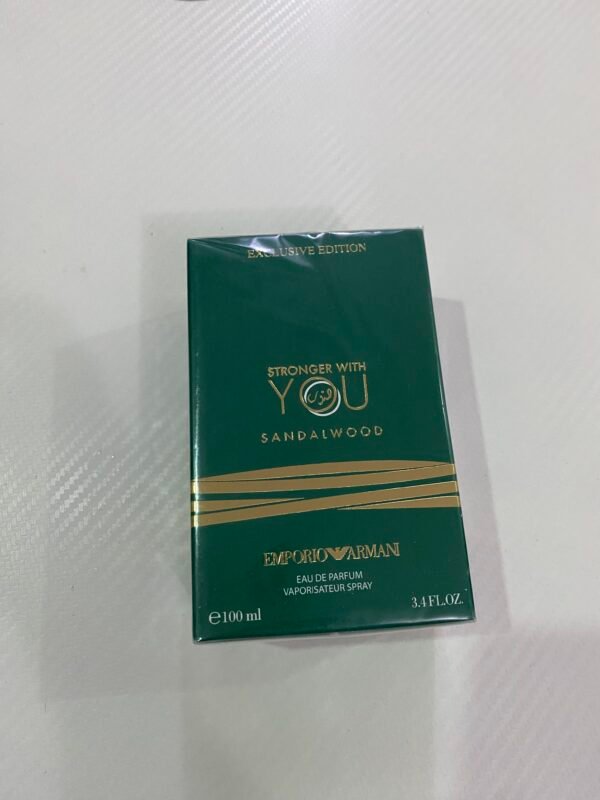 EXCLUSIVE EDITION
STRONGER WITH
YOU
SANDALWOOD
EMPORIO ARMANI
EAU DE PARFUM
VAPORISATEUR SPRAY
℮100 ml
3.4 FL.OZ.